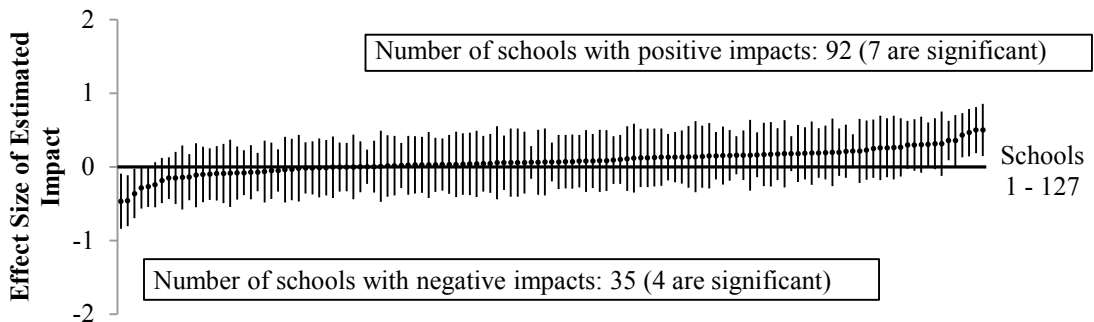 2
Number of schools with positive impacts: 92 (7 are significant)
1
Effect Size of Estimated
Impact
0
Schools
1 - 127
-1
Number of schools with negative impacts: 35 (4 are significant)
-2